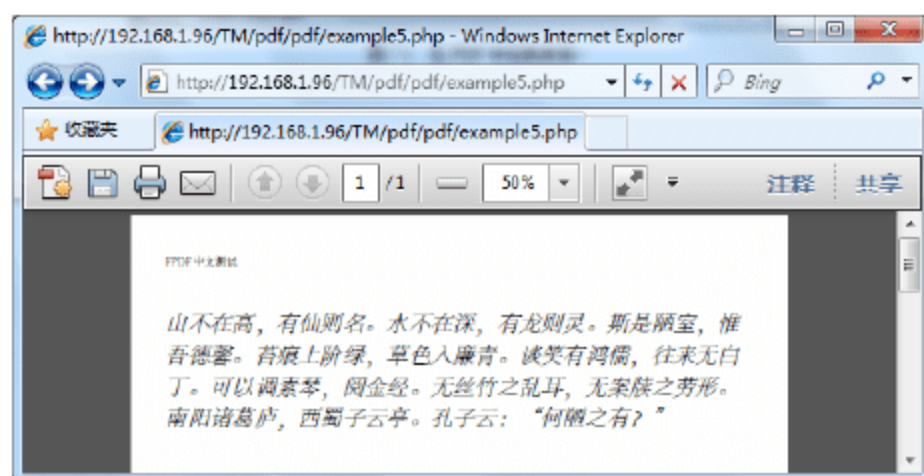 http://192.168.1.96/TM/pdf/pdf/example5.php - Windows Internet Explorer
http://192.168.1.96/TM/pdf/pdf/example5.php Bing
收藏夹 http://192.168.1.96/TM/pdf/pdf/example5.php
1 /1 50% 注释 共享
FPDF 中文测试
山不在高，有仙则名。水不在深，有龙则灵。斯是陋室，惟
吾德馨。苔痕上阶绿，草色入廉青。谈笑有鸿儒，往来无白
丁。可以调素琴，阅金经。无丝竹之乱耳，无案牍之劳形。
南阳诸葛庐，西蜀子云亭。孔子云：“何陋之有？”